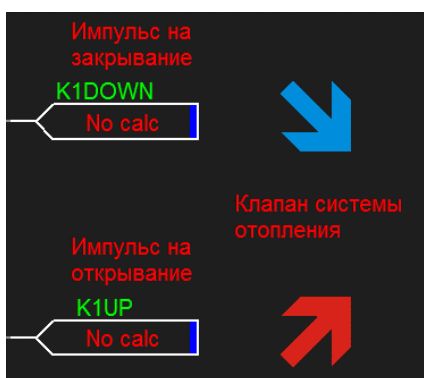 Импульс на
закрывание
K1DOWN
No calc
Клапан системы
отопления
Импульс на
открывание
K1UP
No calc